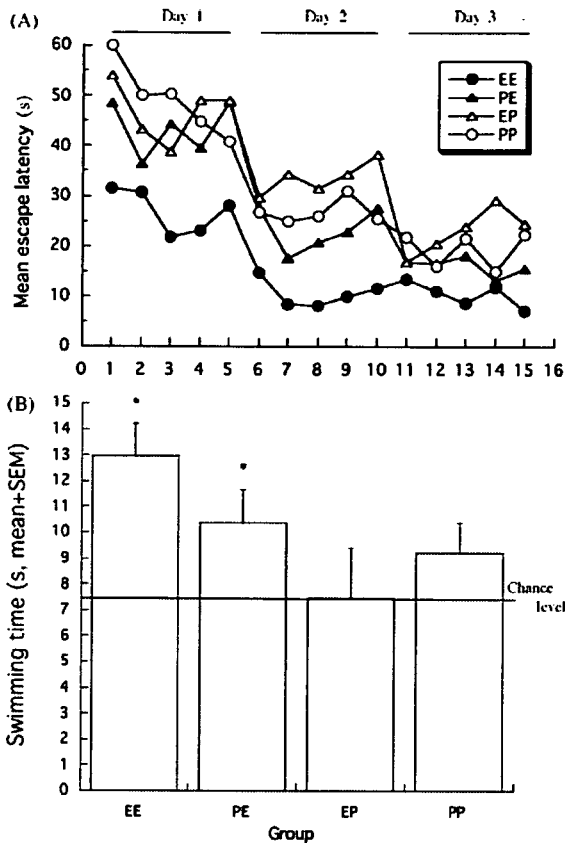 (A) Day 1 Day 2 Day 3
Mean escape latency (s)
60
50
40
30
20
10
0
EE
PE
EP
PP
0 1 2 3 4 5 6 7 8 9 10 11 12 13 14 15 16
(B)
Swimming time (s, mean+SEM)
15
14
13
12
11
10
9
8
7
6
5
4
3
2
1
0
* *
Chance
level
EE PE EP PP
Group